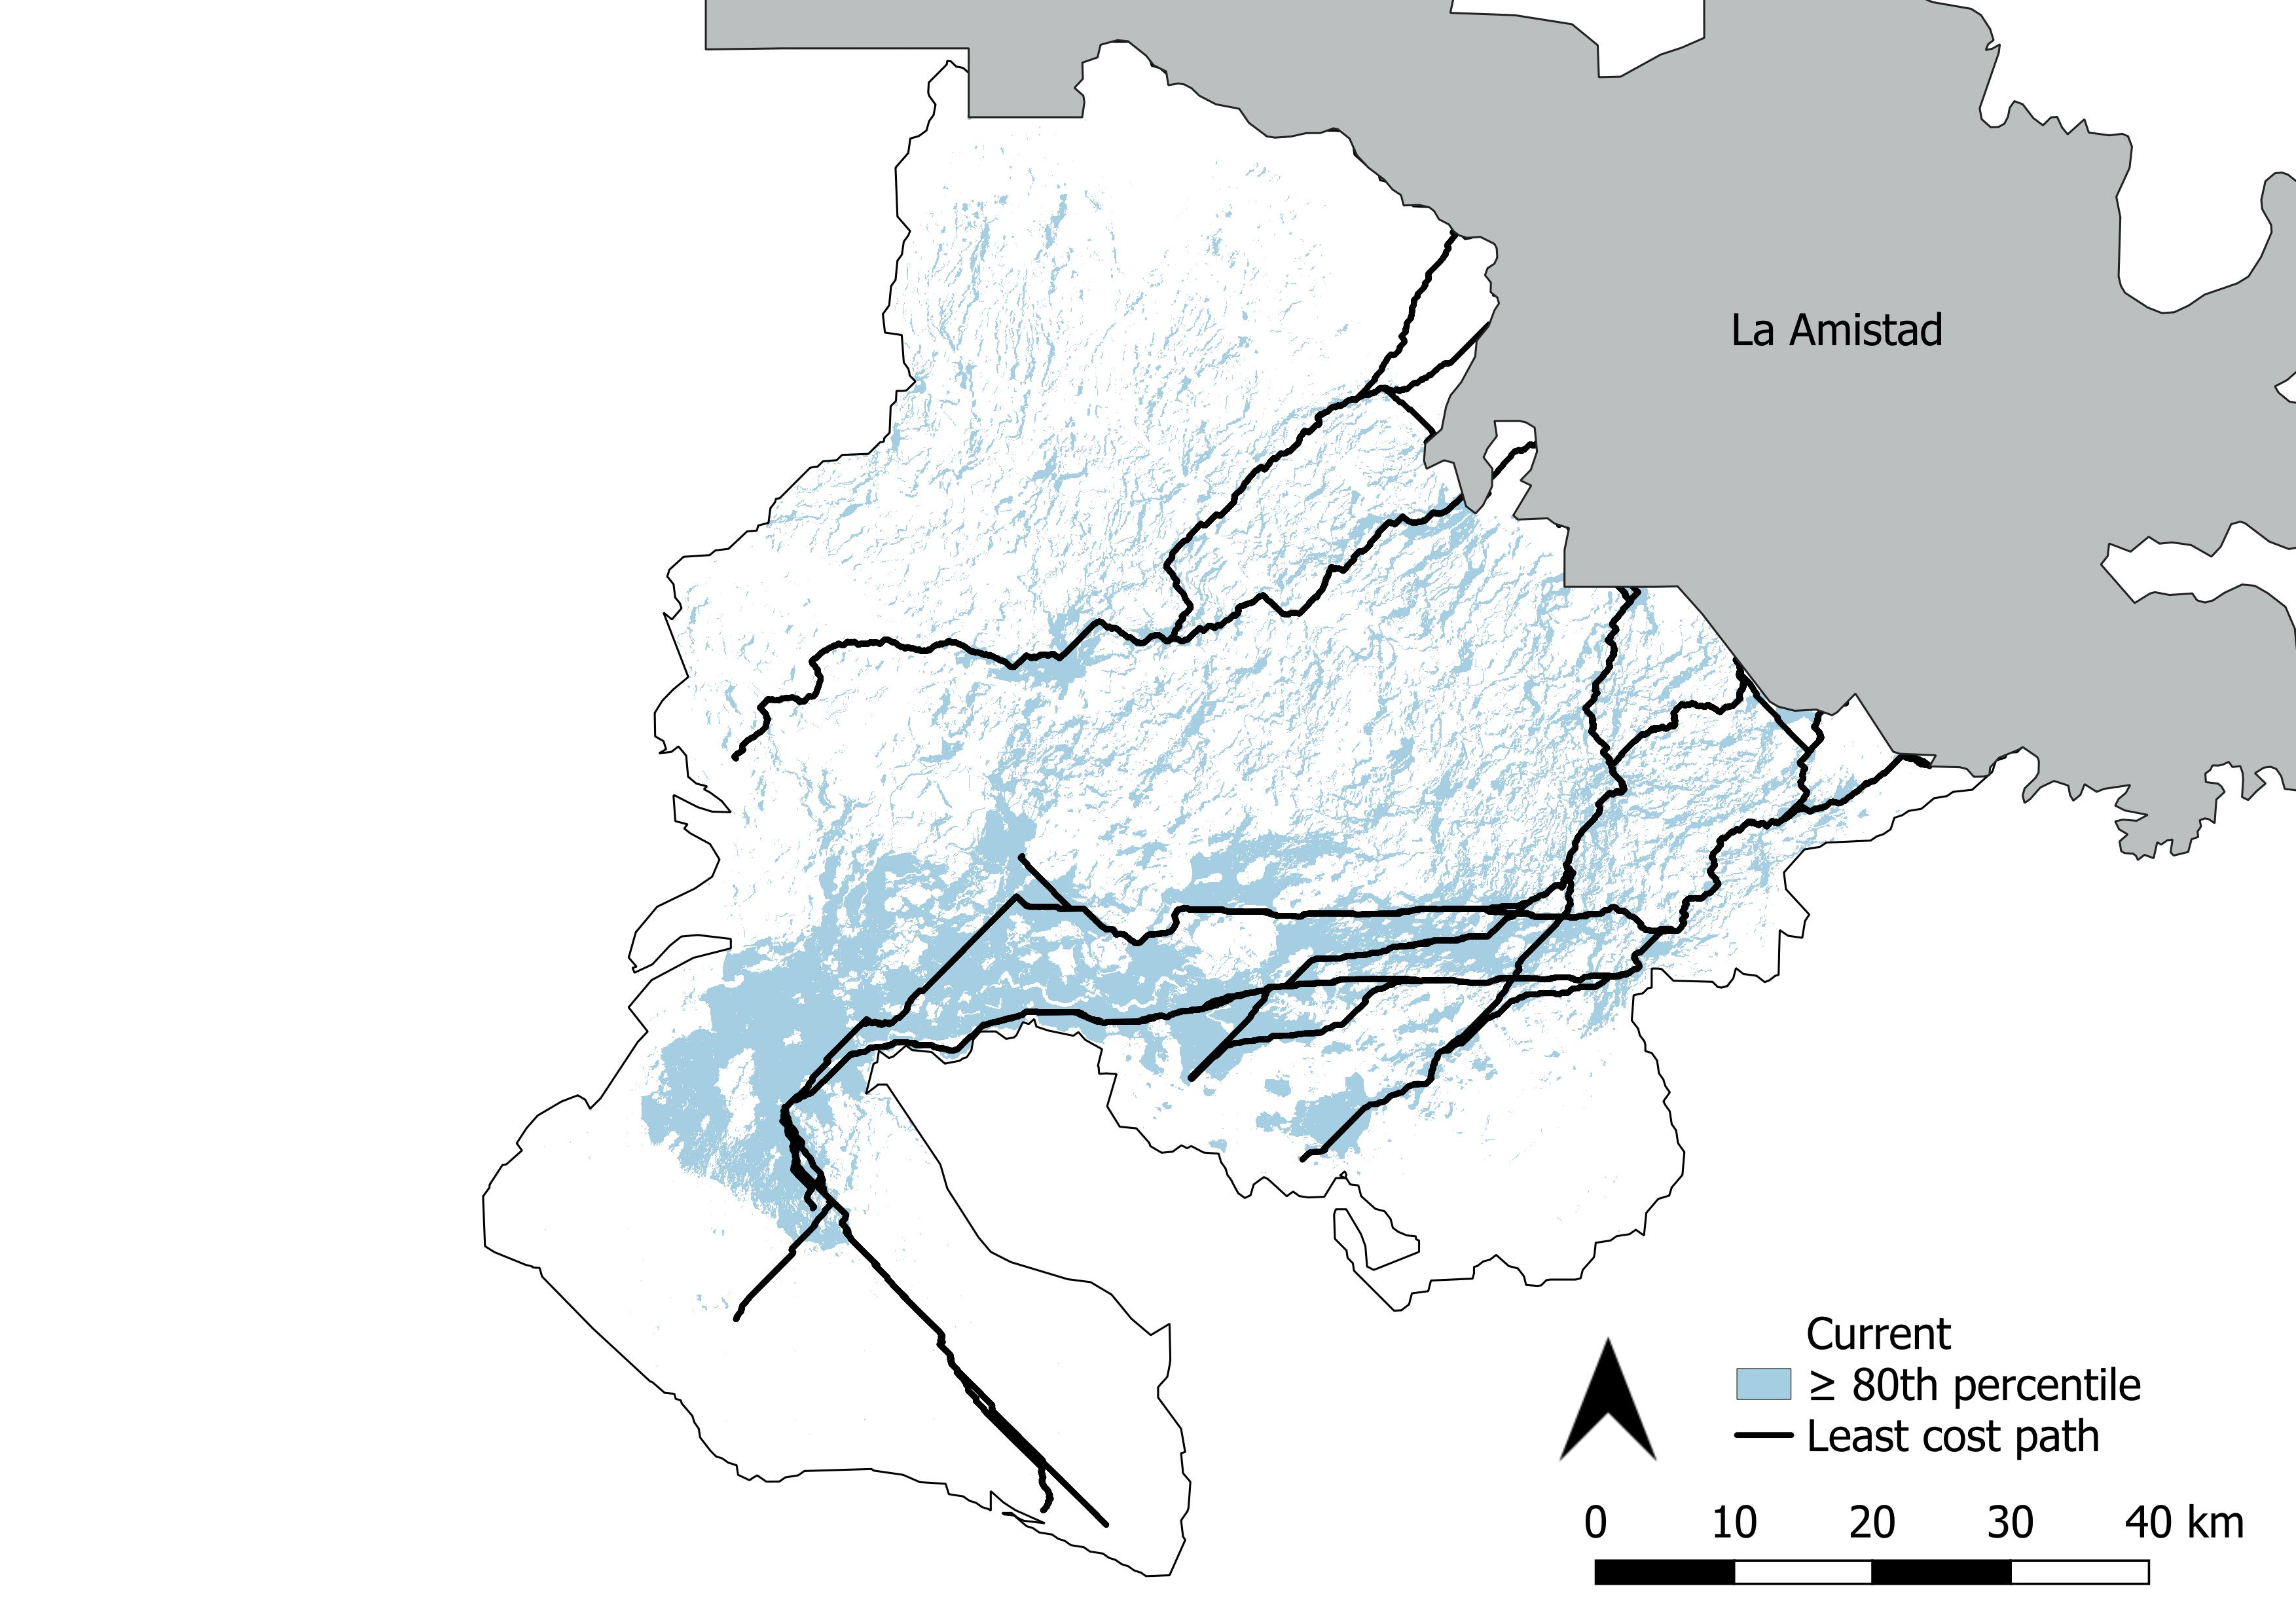 La Amistad
Current
≥ 80th percentile
Least cost path
0 10 20 30 40 km